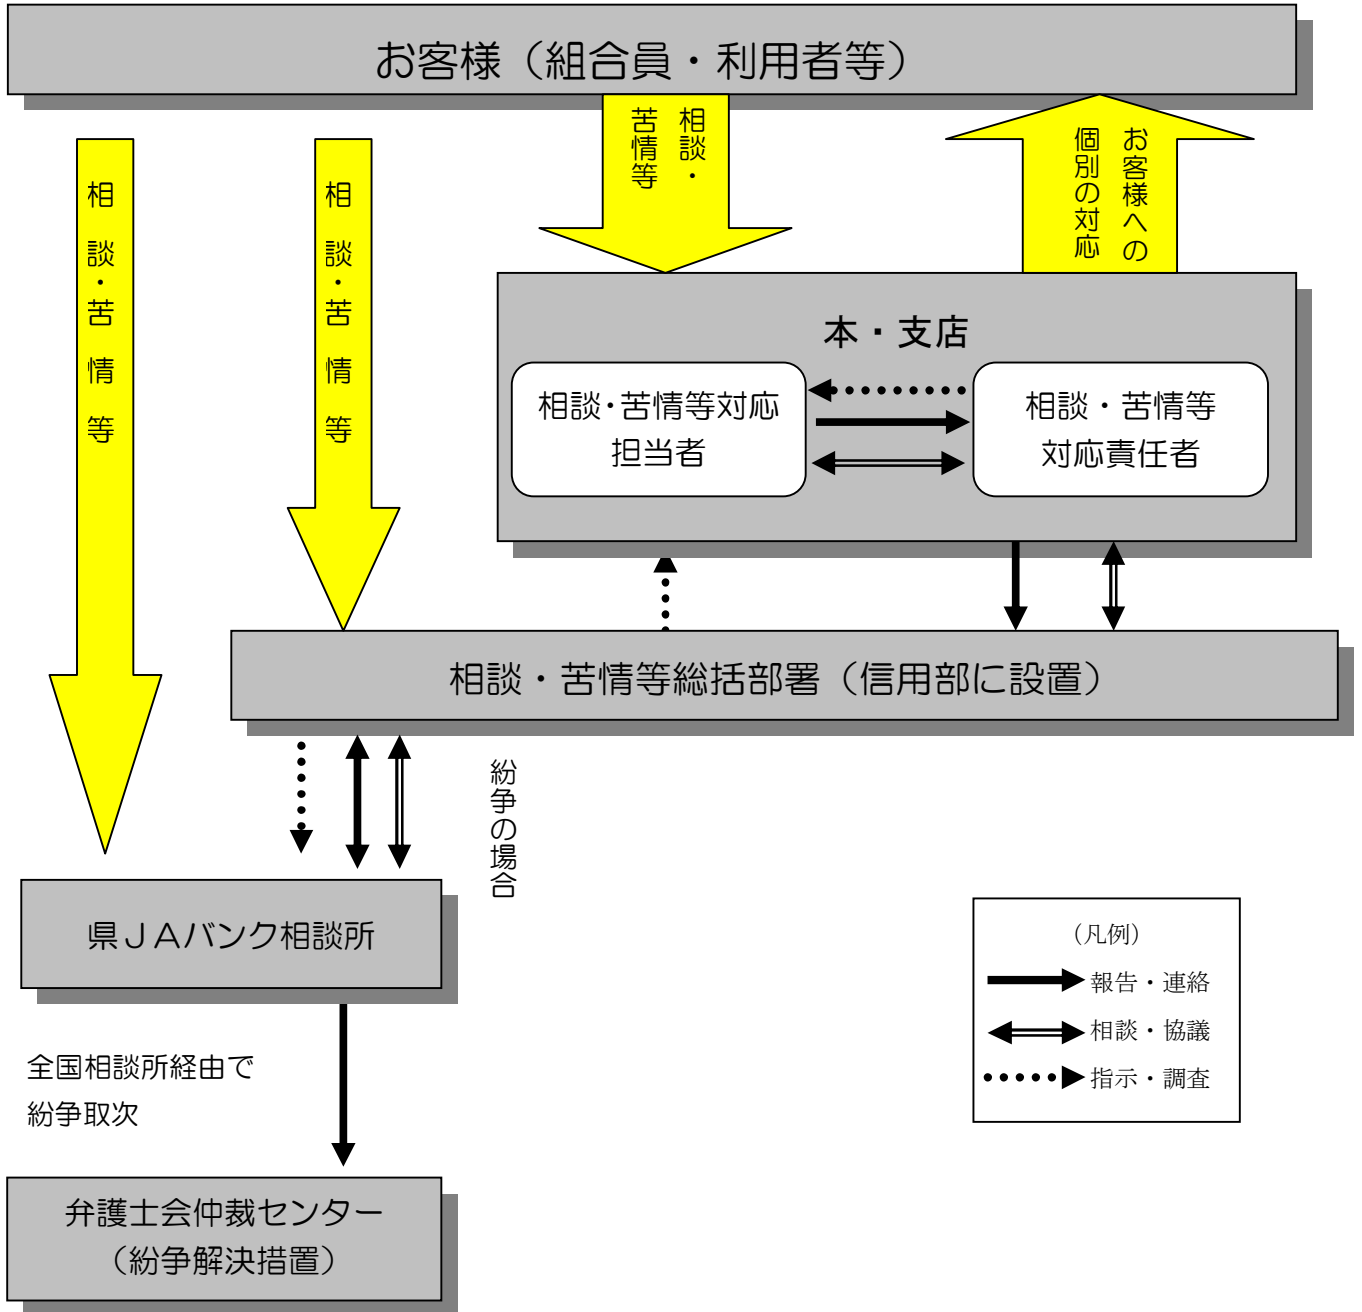 お客様（組合員・利用者等）
相談・苦情等
相談・苦情等
相談・
苦情等
お客様への
個別の対応
本・支店
相談・苦情等対応
担当者
相談・苦情等
対応責任者
相談・苦情等総括部署（信用部に設置）
紛争の場合
県ＪＡバンク相談所
（凡例）
報告・連絡
相談・協議
指示・調査
全国相談所経由で
紛争取次
弁護士会仲裁センター
（紛争解決措置）